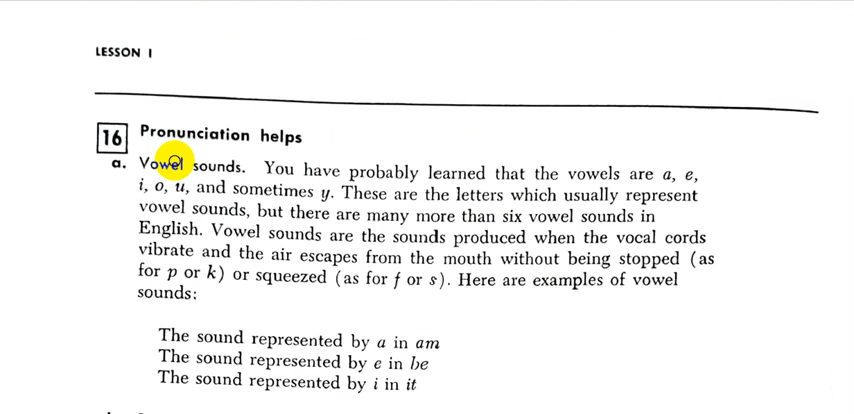 LESSON I
16 Pronunciation helps
a. Vowel sounds. You have probably learned that the vowels are a, e,
i, o, u, and sometimes y. These are the letters which usually represent
vowel sounds, but there are many more than six vowel sounds in
English. Vowel sounds are the sounds produced when the vocal cords
vibrate and the air escapes from the mouth without being stopped (as
for p or k) or squeezed (as for f or s). Here are examples of vowel
sounds:
The sound represented by a in am
The sound represented by e in be
The sound represented by i in it